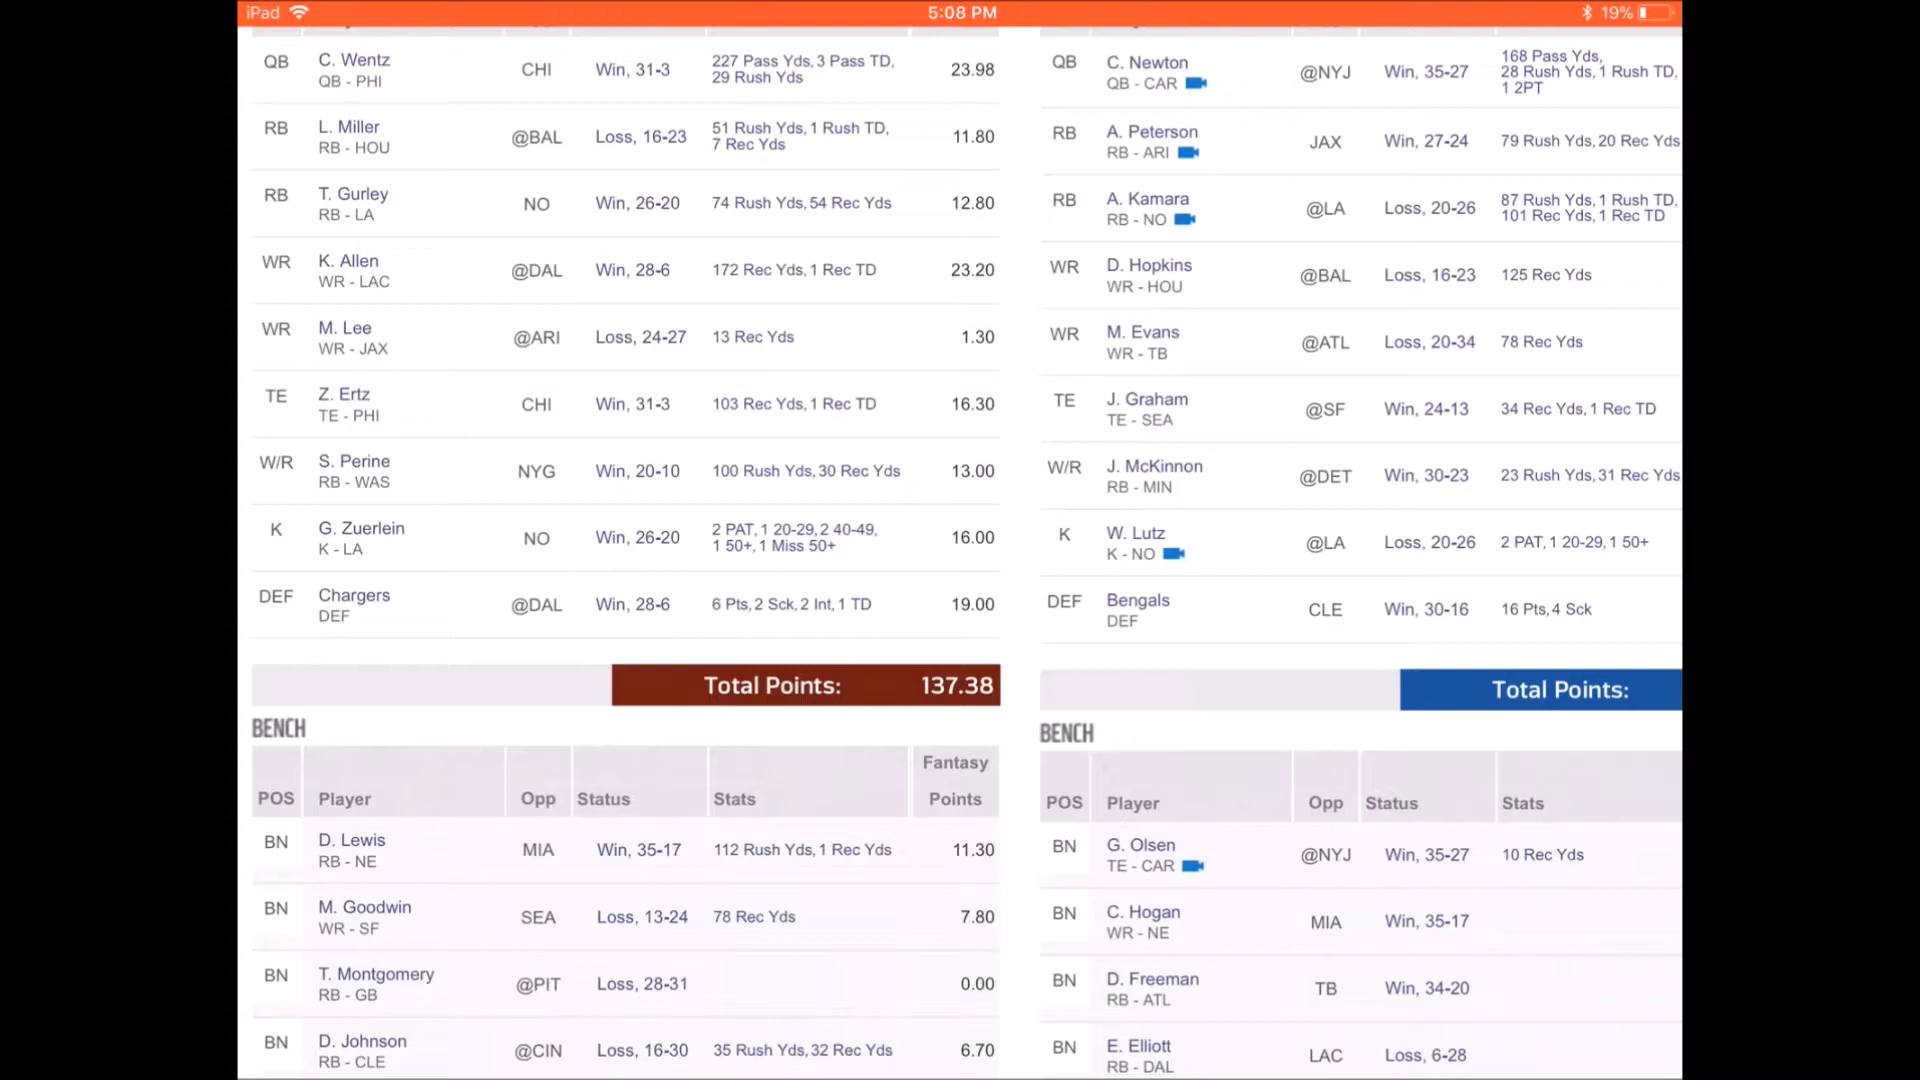 iPad 5:08 PM 19%
QB C. Wentz CHI Win, 31-3 227 Pass Yds, 3 Pass TD, 23.98
QB - PHI 29 Rush Yds
RB L. Miller @BAL Loss, 16-23 51 Rush Yds, 1 Rush TD, 11.80
RB - HOU 7 Rec Yds
RB T. Gurley NO Win, 26-20 74 Rush Yds, 54 Rec Yds 12.80
RB - LA
WR K. Allen @DAL Win, 28-6 172 Rec Yds, 1 Rec TD 23.20
WR - LAC
WR M. Lee @ARI Loss, 24-27 13 Rec Yds 1.30
WR - JAX
TE Z. Ertz CHI Win, 31-3 103 Rec Yds, 1 Rec TD 16.30
TE - PHI
W/R S. Perine NYG Win, 20-10 100 Rush Yds, 30 Rec Yds 13.00
RB - WAS
K G. Zuerlein NO Win, 26-20 2 PAT, 1 20-29, 2 40-49, 16.00
K - LA 1 50+, 1 Miss 50+
DEF Chargers @DAL Win, 28-6 6 Pts, 2 Sck, 2 Int, 1 TD 19.00
DEF
Total Points: 137.38
BENCH
Fantasy
POS Player Opp Status Stats Points
BN D. Lewis MIA Win, 35-17 112 Rush Yds, 1 Rec Yds 11.30
RB - NE
BN M. Goodwin SEA Loss, 13-24 78 Rec Yds 7.80
WR - SF
BN T. Montgomery @PIT Loss, 28-31 0.00
RB - GB
BN D. Johnson @CIN Loss, 16-30 35 Rush Yds, 32 Rec Yds 6.70
RB - CLE
QB C. Newton @NYJ Win, 35-27 168 Pass Yds,
QB - CAR 28 Rush Yds, 1 Rush TD,
1 2PT
RB A. Peterson JAX Win, 27-24 79 Rush Yds, 20 Rec Yds
RB - ARI
RB A. Kamara @LA Loss, 20-26 87 Rush Yds, 1 Rush TD,
RB - NO 101 Rec Yds, 1 Rec TD
WR D. Hopkins @BAL Loss, 16-23 125 Rec Yds
WR - HOU
WR M. Evans @ATL Loss, 20-34 78 Rec Yds
WR - TB
TE J. Graham @SF Win, 24-13 34 Rec Yds, 1 Rec TD
TE - SEA
W/R J. McKinnon @DET Win, 30-23 23 Rush Yds, 31 Rec Yds
RB - MIN
K W. Lutz @LA Loss, 20-26 2 PAT, 1 20-29, 1 50+
K - NO
DEF Bengals CLE Win, 30-16 16 Pts, 4 Sck
DEF
Total Points:
BENCH
POS Player Opp Status Stats
BN G. Olsen @NYJ Win, 35-27 10 Rec Yds
TE - CAR
BN C. Hogan MIA Win, 35-17
WR - NE
BN D. Freeman TB Win, 34-20
RB - ATL
BN E. Elliott LAC Loss, 6-28
RB - DAL